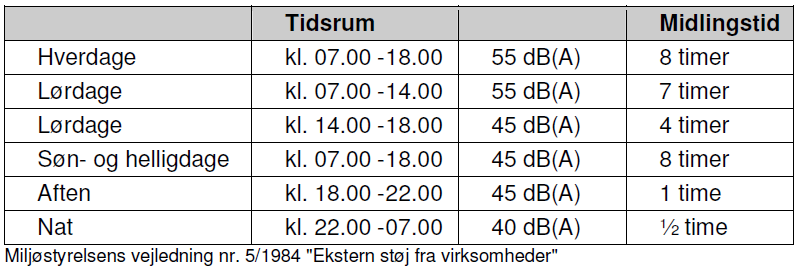 Tidsrum Midlingstid
Hverdage kl. 07.00 -18.00 55 dB(A) 8 timer
Lørdage kl. 07.00 -14.00 55 dB(A) 7 timer
Lørdage kl. 14.00 -18.00 45 dB(A) 4 timer
Søn- og helligdage kl. 07.00 -18.00 45 dB(A) 8 timer
Aften kl. 18.00 -22.00 45 dB(A) 1 time
Nat kl. 22.00 -07.00 40 dB(A) ½ time
Miljøstyrelsens vejledning nr. 5/1984 "Ekstern støj fra virksomheder"